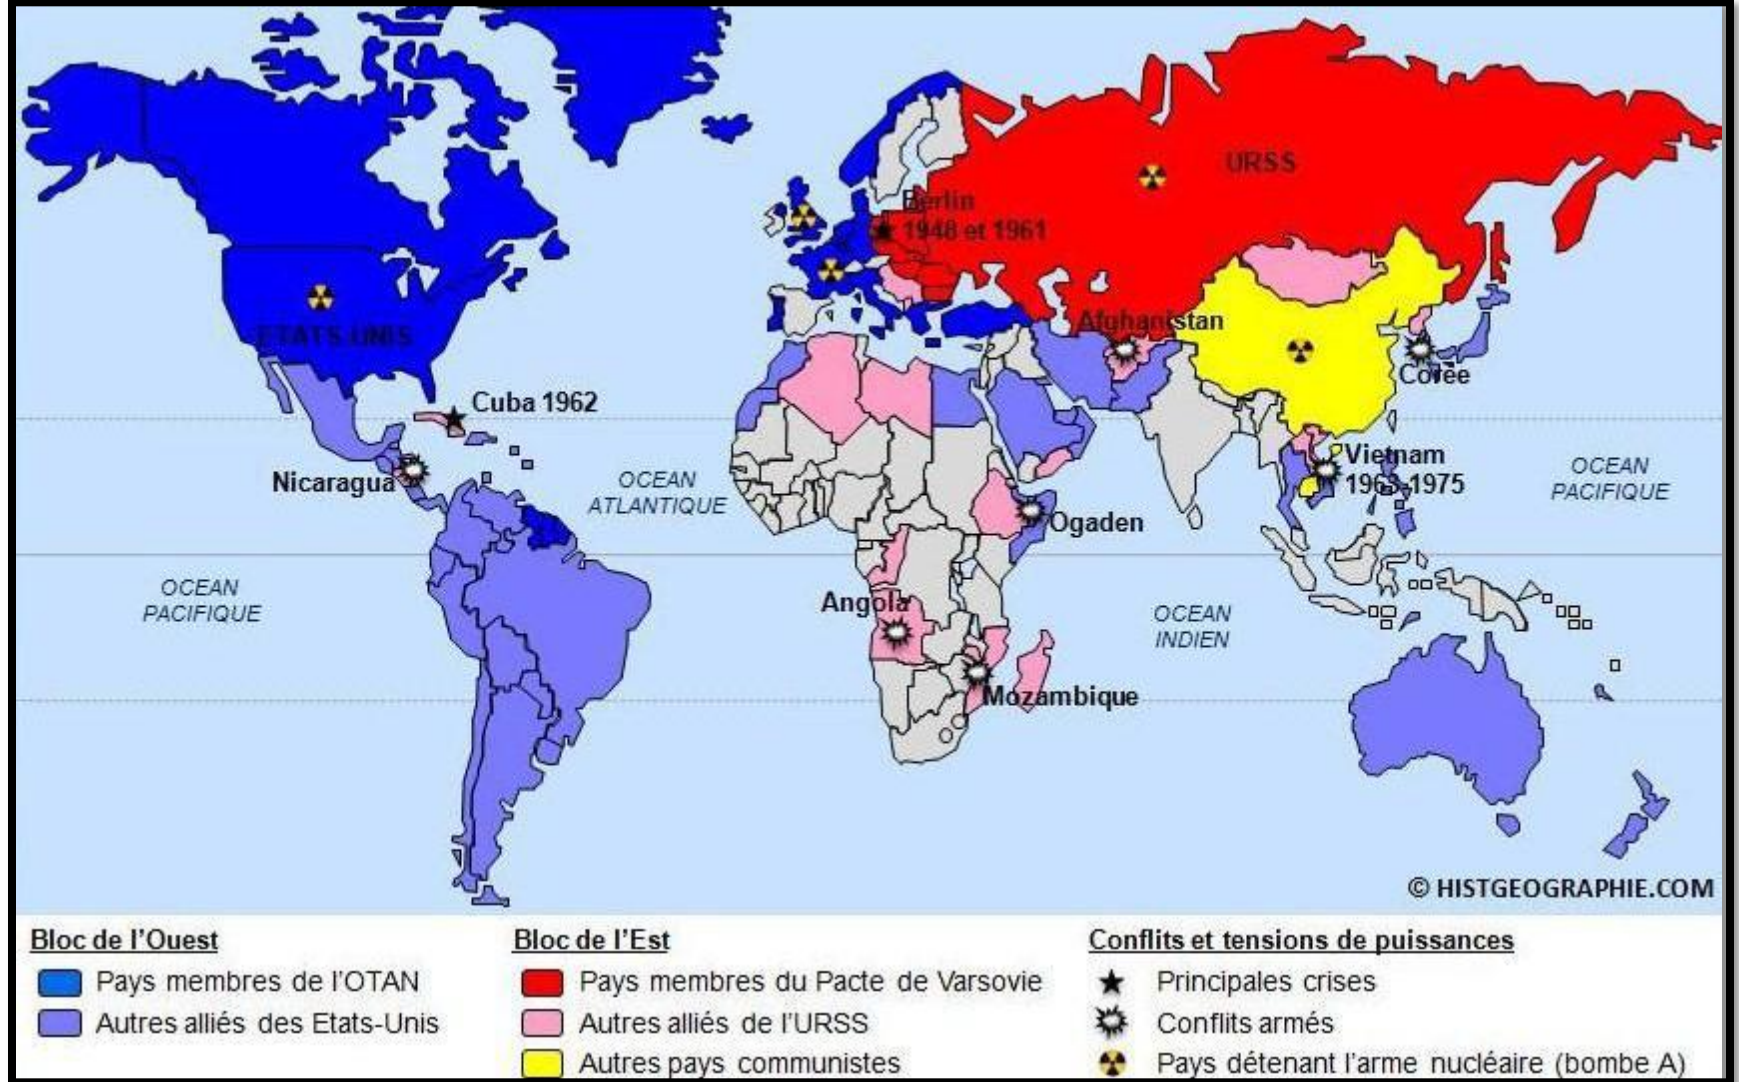 URSS
Berlin
1948 et 1961
ETATS-UNIS
Afghanistan
Corée
Cuba 1962
Nicaragua
OCEAN
ATLANTIQUE
Vietnam
1963-1975
OCEAN
PACIFIQUE
Ogaden
OCEAN
PACIFIQUE
Angola
OCEAN
INDIEN
Mozambique
© HISTGEOGRAPHIE.COM
Bloc de l'Ouest
Pays membres de l'OTAN
Autres alliés des Etats-Unis
Bloc de l'Est
Pays membres du Pacte de Varsovie
Autres alliés de l'URSS
Autres pays communistes
Conflits et tensions de puissances
Principales crises
Conflits armés
Pays détenant l'arme nucléaire (bombe A)